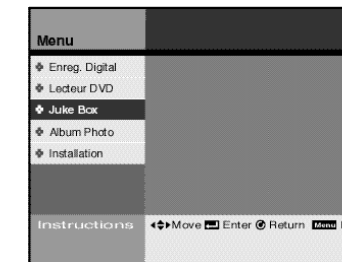 Menu
Enreg. Digital
Lecteur DVD
Juke Box
Album Photo
Installation
Instructions Move Enter Return Menu